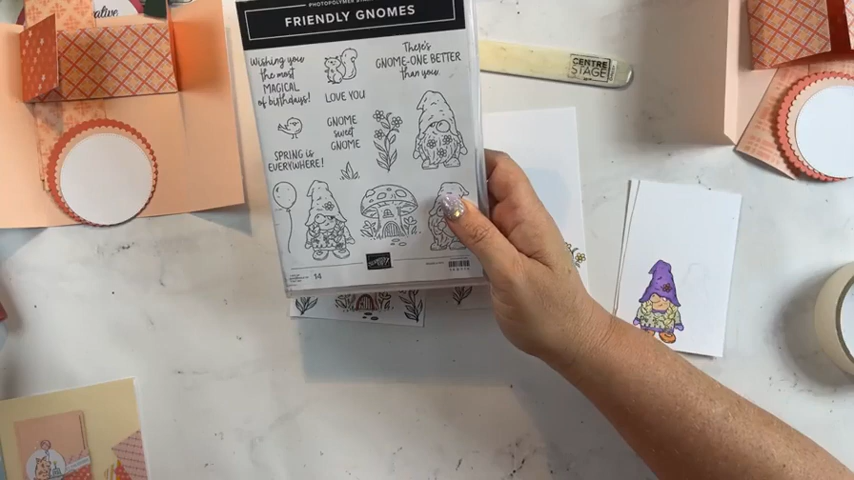 PHOTOPOLYMER
FRIENDLY GNOMES
Wishing you
the most
MAGICAL
of birthdays!
There's
GNOME-ONE BETTER
than you.
LOVE YOU
GNOME
sweet
GNOME
SPRING is
EVERYWHERE!
14
CENTRE
STAGE